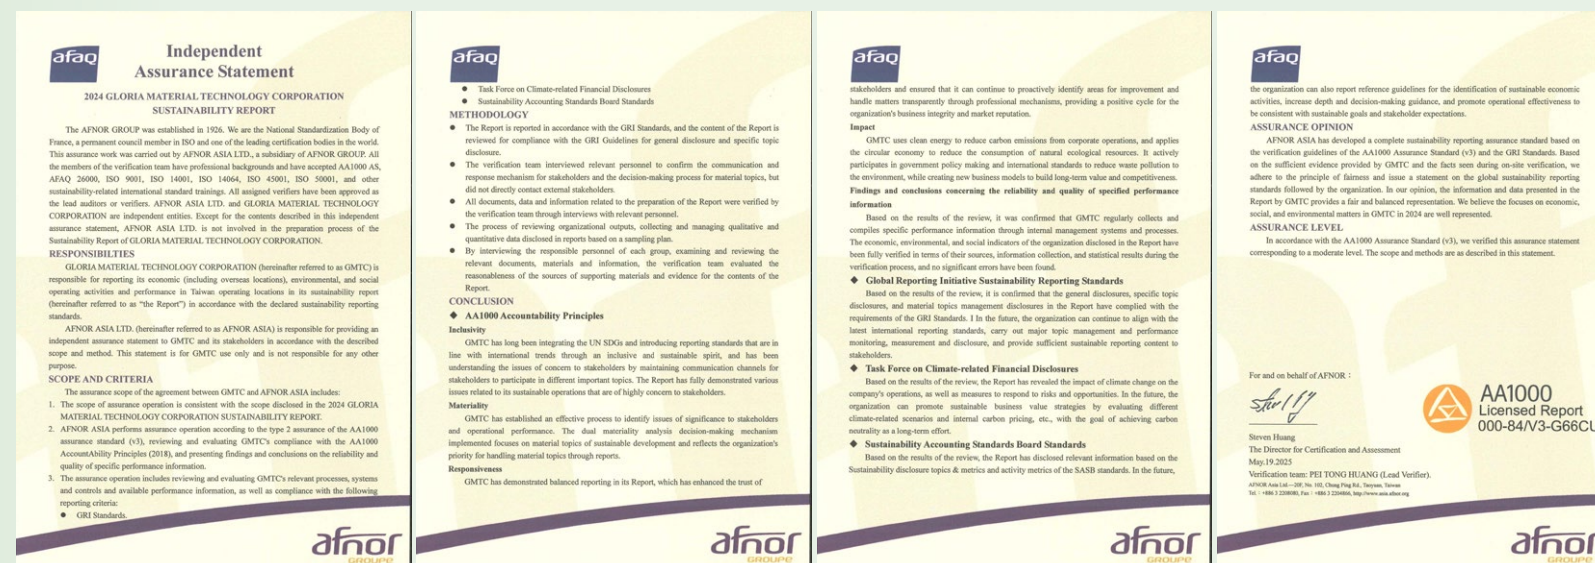 afaq
Independent
Assurance Statement
2024 GLORIA MATERIAL TECHNOLOGY CORPORATION
SUSTAINABILITY REPORT
The AFNOR GROUP was established in 1926. We are the National Standardization Body of
France, a permanent council member in ISO and one of the leading certification bodies in the world.
This assurance work was carried out by AFNOR ASIA LTD., a subsidiary of AFNOR GROUP. All
the members of the verification team have professional backgrounds and have accepted AA1000 AS,
AFAQ 26000, ISO 9001, ISO 14001, ISO 14064, ISO 45001, ISO 50001, and other
sustainability-related international standard trainings. All assigned verifiers have been approved as
the lead auditors or verifiers. AFNOR ASIA LTD. and GLORIA MATERIAL TECHNOLOGY
CORPORATION are independent entities. Except for the contents described in this independent
assurance statement, AFNOR ASIA LTD. is not involved in the preparation process of the
Sustainability Report of GLORIA MATERIAL TECHNOLOGY CORPORATION.
RESPONSIBILTIES
GLORIA MATERIAL TECHNOLOGY CORPORATION (hereinafter referred to as GMTC) is
responsible for reporting its economic (including overseas locations), environmental, and social
operating activities and performance in Taiwan operating locations in its sustainability report
(hereinafter referred to as "the Report") in accordance with the declared sustainability reporting
standards.
AFNOR ASIA LTD. (hereinafter referred to as AFNOR ASIA) is responsible for providing an
independent assurance statement to GMTC and its stakeholders in accordance with the described
scope and method. This statement is for GMTC use only and is not responsible for any other
purpose.
SCOPE AND CRITERIA
The assurance scope of the agreement between GMTC and AFNOR ASIA includes:
1. The scope of assurance operation is consistent with the scope disclosed in the 2024 GLORIA
MATERIAL TECHNOLOGY CORPORATION SUSTAINABILITY REPORT.
2. AFNOR ASIA performs assurance operation according to the type 2 assurance of the AA1000
assurance standard (v3), reviewing and evaluating GMTC's compliance with the AA1000
AccountAbility Principles (2018), and presenting findings and conclusions on the reliability and
quality of specific performance information.
3. The assurance operation includes reviewing and evaluating GMTC's relevant processes, systems
and controls and available performance information, as well as compliance with the following
reporting criteria:
● GRI Standards.
afnor
GROUPE
afaq
● Task Force on Climate-related Financial Disclosures
● Sustainability Accounting Standards Board Standards
METHODOLOGY
● The Report is reported in accordance with the GRI Standards, and the content of the Report is
reviewed for compliance with the GRI Guidelines for general disclosure and specific topic
disclosure.
● The verification team interviewed relevant personnel to confirm the communication and
response mechanism for stakeholders and the decision-making process for material topics, but
did not directly contact external stakeholders.
● All documents, data and information related to the preparation of the Report were verified by
the verification team through interviews with relevant personnel.
● The process of reviewing organizational outputs, collecting and managing qualitative and
quantitative data disclosed in reports based on a sampling plan.
● By interviewing the responsible personnel of each group, examining and reviewing the
relevant documents, materials and information, the verification team evaluated the
reasonableness of the sources of supporting materials and evidence for the contents of the
Report.
CONCLUSION
◆ AA1000 Accountability Principles
Inclusivity
GMTC has long been integrating the UN SDGs and introducing reporting standards that are in
line with international trends through an inclusive and sustainable spirit, and has been
understanding the issues of concern to stakeholders by maintaining communication channels for
stakeholders to participate in different important topics. The Report has fully demonstrated various
issues related to its sustainable operations that are of highly concern to stakeholders.
Materiality
GMTC has established an effective process to identify issues of significance to stakeholders
and operational performance. The dual materiality analysis decision-making mechanism
implemented focuses on material topics of sustainable development and reflects the organization's
priority for handling material topics through reports.
Responsiveness
GMTC has demonstrated balanced reporting in its Report, which has enhanced the trust of
afnor
GROUPE
afaq
stakeholders and ensured that it can continue to proactively identify areas for improvement and
handle matters transparently through professional mechanisms, providing a positive cycle for the
organization's business integrity and market reputation.
Impact
GMTC uses clean energy to reduce carbon emissions from corporate operations, and applies
the circular economy to reduce the consumption of natural ecological resources. It actively
participates in government policy making and international standards to reduce waste pollution to
the environment, while creating new business models to build long-term value and competitiveness.
Findings and conclusions concerning the reliability and quality of specified performance
information
Based on the results of the review, it was confirmed that GMTC regularly collects and
compiles specific performance information through internal management systems and processes.
The economic, environmental, and social indicators of the organization disclosed in the Report have
been fully verified in terms of their sources, information collection, and statistical results during the
verification process, and no significant errors have been found.
◆ Global Reporting Initiative Sustainability Reporting Standards
Based on the results of the review, it is confirmed that the general disclosures, specific topic
disclosures, and material topics management disclosures in the Report have complied with the
requirements of the GRI Standards. I In the future, the organization can continue to align with the
latest international reporting standards, carry out major topic management and performance
monitoring, measurement and disclosure, and provide sufficient sustainable reporting content to
stakeholders.
◆ Task Force on Climate-related Financial Disclosures
Based on the results of the review, the Report has revealed the impact of climate change on the
company's operations, as well as measures to respond to risks and opportunities. In the future, the
organization can promote sustainable business value strategies by evaluating different
climate-related scenarios and internal carbon pricing, etc., with the goal of achieving carbon
neutrality as a long-term effort.
◆ Sustainability Accounting Standards Board Standards
Based on the results of the review, the Report has disclosed relevant information based on the
Sustainability disclosure topics & metrics and activity metrics of the SASB standards. In the future,
afnor
GROUPE
afaq
the organization can also report reference guidelines for the identification of sustainable economic
activities, increase depth and decision-making guidance, and promote operational effectiveness to
be consistent with sustainable goals and stakeholder expectations.
ASSURANCE OPINION
AFNOR ASIA has developed a complete sustainability reporting assurance standard based on
the verification guidelines of the AA1000 Assurance Standard (v3) and the GRI Standards. Based
on the sufficient evidence provided by GMTC and the facts seen during on-site verification, we
adhere to the principle of fairness and issue a statement on the global sustainability reporting
standards followed by the organization. In our opinion, the information and data presented in the
Report by GMTC provides a fair and balanced representation. We believe the focuses on economic,
social, and environmental matters in GMTC in 2024 are well represented.
ASSURANCE LEVEL
In accordance with the AA1000 Assurance Standard (v3), we verified this assurance statement
corresponding to a moderate level. The scope and methods are as described in this statement.
For and on behalf of AFNOR：
Steven Huang
The Director for Certification and Assessment
May.19.2025
Verification team: PEI TONG HUANG (Lead Verifier).
AFNOR Asia Ltd.—20F, No. 102, Chung Ping Rd., Taoyuan, Taiwan
Tel：+886 3 2208080, Fax：+886 3 2204866, http://www.asia.afnor.org
AA1000
Licensed Report
000-84/V3-G66CU
afnor
GROUPE